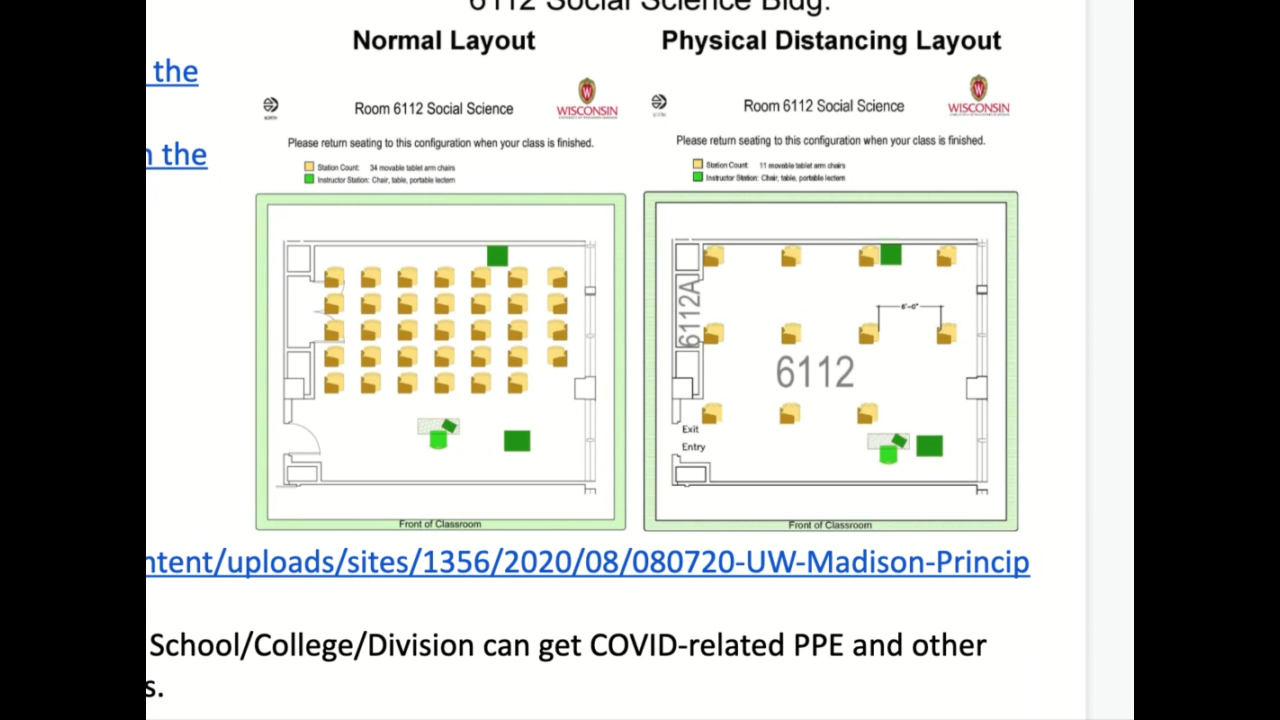 6112 Social Science Bldg.
Normal Layout
Physical Distancing Layout
the
n the
Room 6112 Social Science
WISCONSIN
Please return seating to this configuration when your class is finished.
Station Count: 34 movable tablet arm chairs
Instructor Station: Chair, table, portable lectern
Front of Classroom
Room 6112 Social Science
WISCONSIN
Please return seating to this configuration when your class is finished.
Station Count: 11 movable tablet arm chairs
Instructor Station: Chair, table, portable lectern
6112A
6'-0"
6112
Exit
Entry
Front of Classroom
ntent/uploads/sites/1356/2020/08/080720-UW-Madison-Princip
School/College/Division can get COVID-related PPE and other
s.